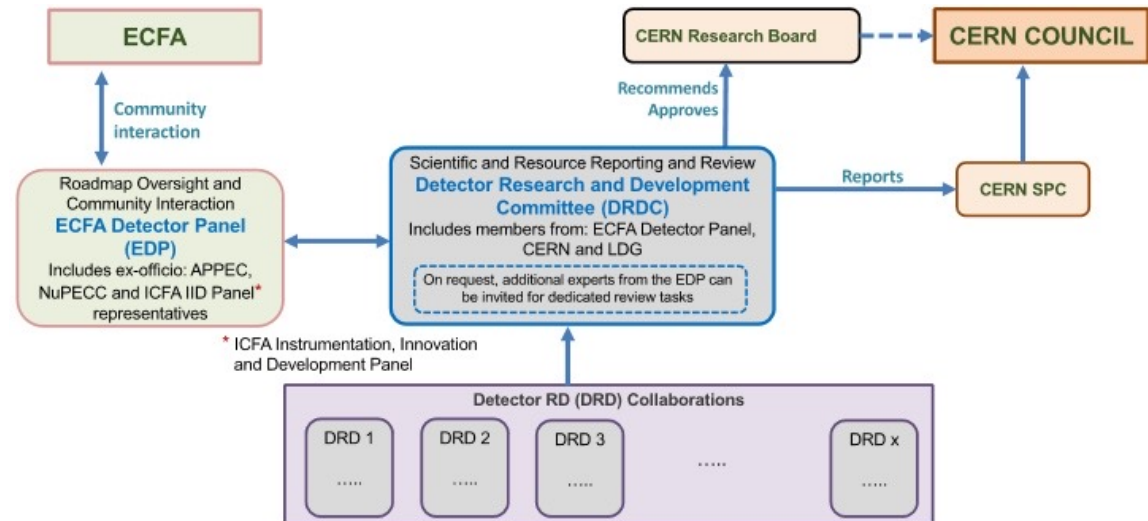 ECFA
CERN Research Board
CERN COUNCIL
Community
interaction
Recommends
Approves
Roadmap Oversight and
Community Interaction
ECFA Detector Panel
(EDP)
Includes ex-officio: APPEC,
NuPECC and ICFA IID Panel*
representatives
Scientific and Resource Reporting and Review
Detector Research and Development
Committee (DRDC)
Includes members from: ECFA Detector Panel,
CERN and LDG
On request, additional experts from the EDP can
be invited for dedicated review tasks
Reports
CERN SPC
* ICFA Instrumentation, Innovation
and Development Panel
Detector RD (DRD) Collaborations
DRD 1
.....
DRD 2
.....
DRD 3
.....
.....
DRD x
.....